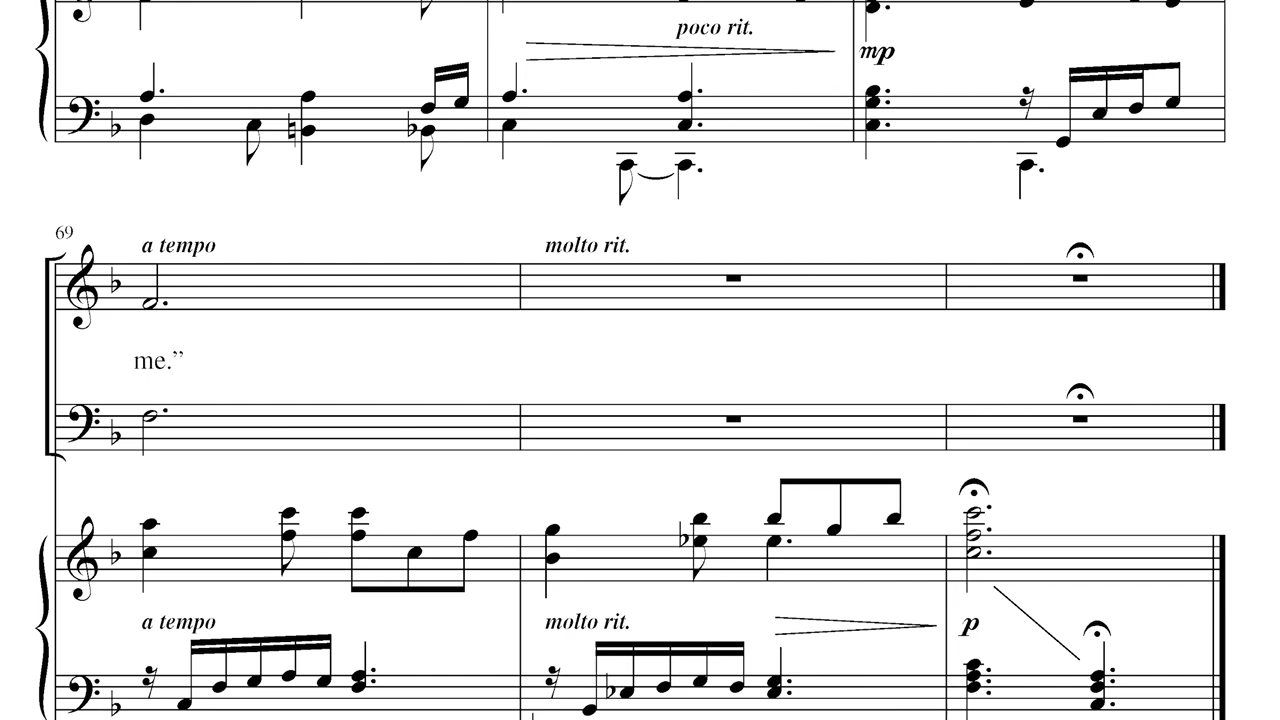 poco rit.
mp
69
a tempo
molto rit.
me.”
a tempo
molto rit.
p